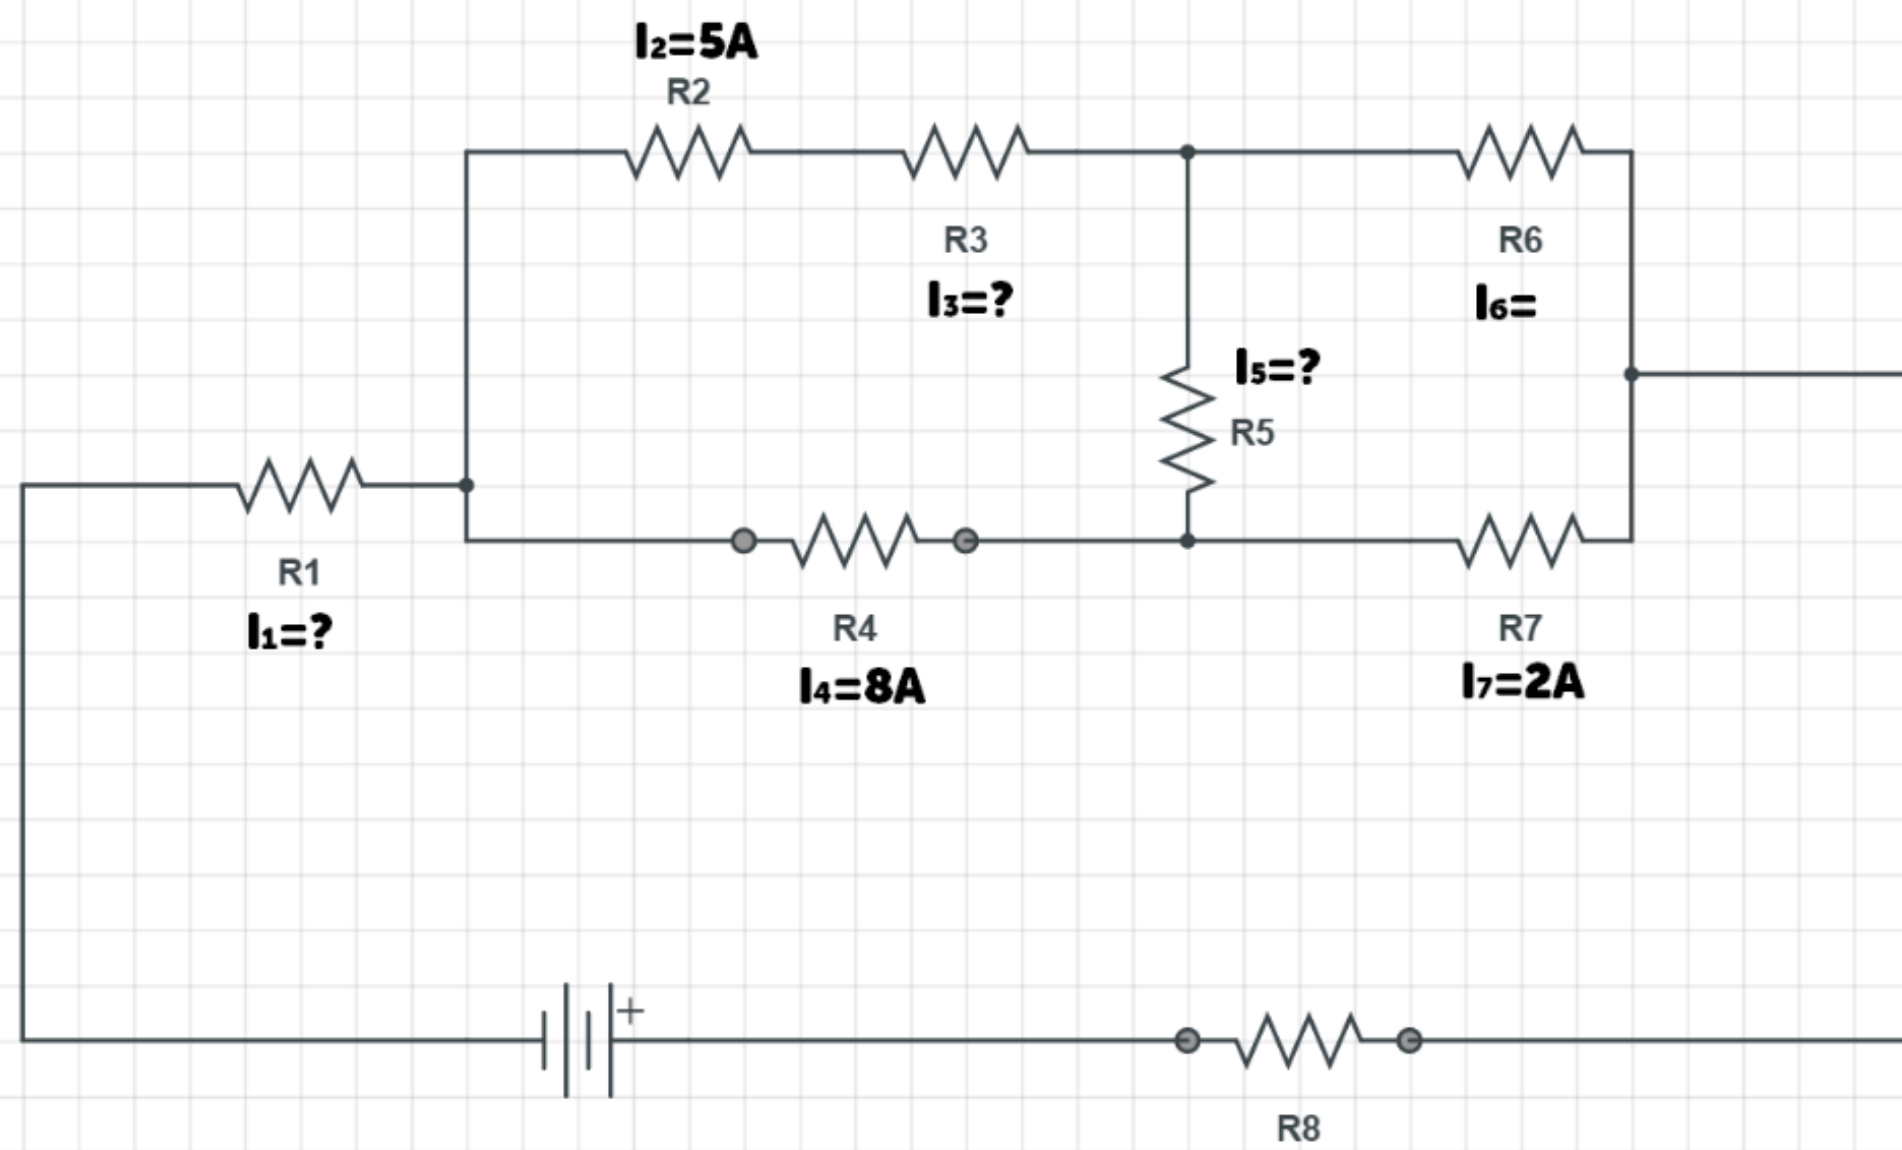 I₂=5A
R2
R3
I₃=?
R6
I₆=
I₅=?
R5
R1
I₁=?
R4
I₄=8A
R7
I₇=2A
+
R8